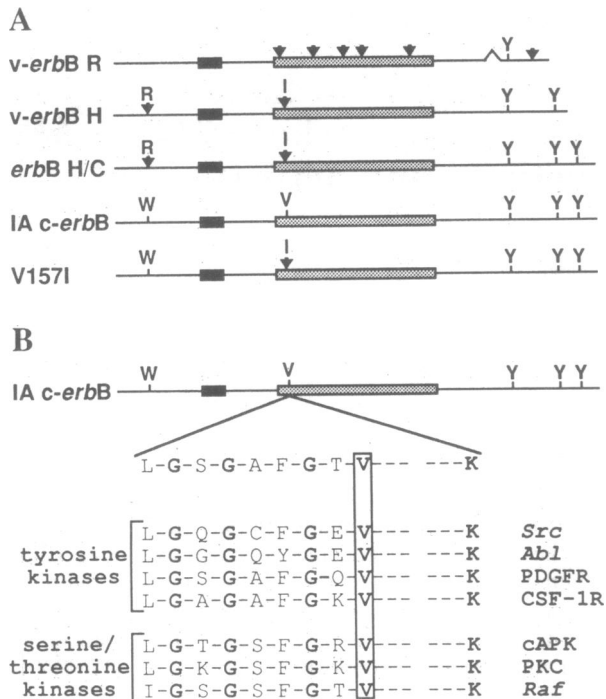 A
Y
v-erbB R
R I
v-erbB H Y Y
R I
erbB H/C Y Y Y
W V Y Y Y
IA c-erbB
W I Y Y Y
V157I
B
W V Y Y Y
IA c-erbB
L-G-S-G-A-F-G-T-V--- ---K
L-G-Q-G-C-F-G-E-V--- ---K Src
tyrosine L-G-G-G-Q-Y-G-E-V--- ---K Abl
kinases L-G-S-G-A-F-G-Q-V--- ---K PDGFR
L-G-A-G-A-F-G-K-V--- ---K CSF-1R
serine/ L-G-T-G-S-F-G-R-V--- ---K cAPK
threonine L-G-K-G-S-F-G-K-V--- ---K PKC
kinases I-G-S-G-S-F-G-T-V--- ---K Raf